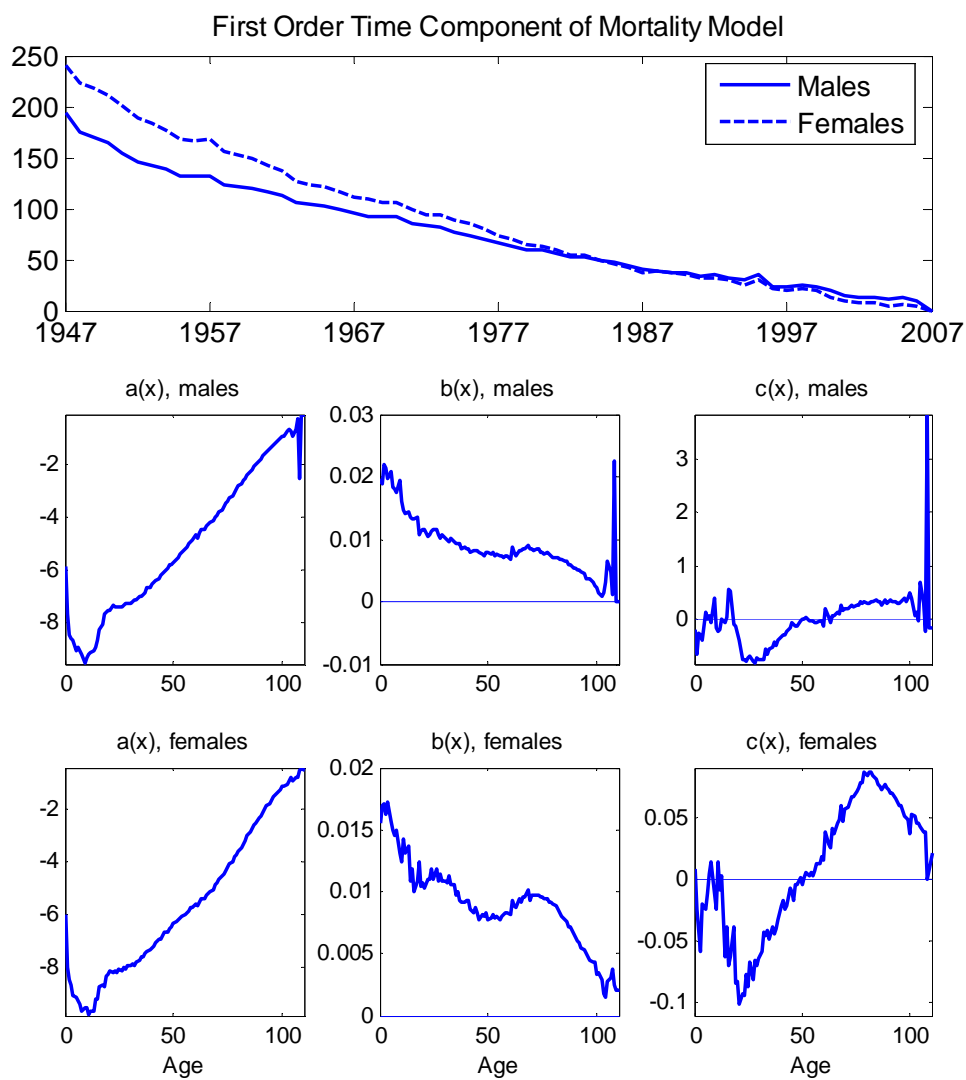 First Order Time Component of Mortality Model
250
200
150
100
50
0
1947 1957 1967 1977 1987 1997 2007
Males
Females
a(x), males
-2
-4
-6
-8
0 50 100
b(x), males
0.03
0.02
0.01
0
-0.01
0 50 100
c(x), males
3
2
1
0
0 50 100
a(x), females
-2
-4
-6
-8
0 50 100
Age
b(x), females
0.02
0.015
0.01
0.005
0
0 50 100
Age
c(x), females
0.05
0
-0.05
-0.1
0 50 100
Age